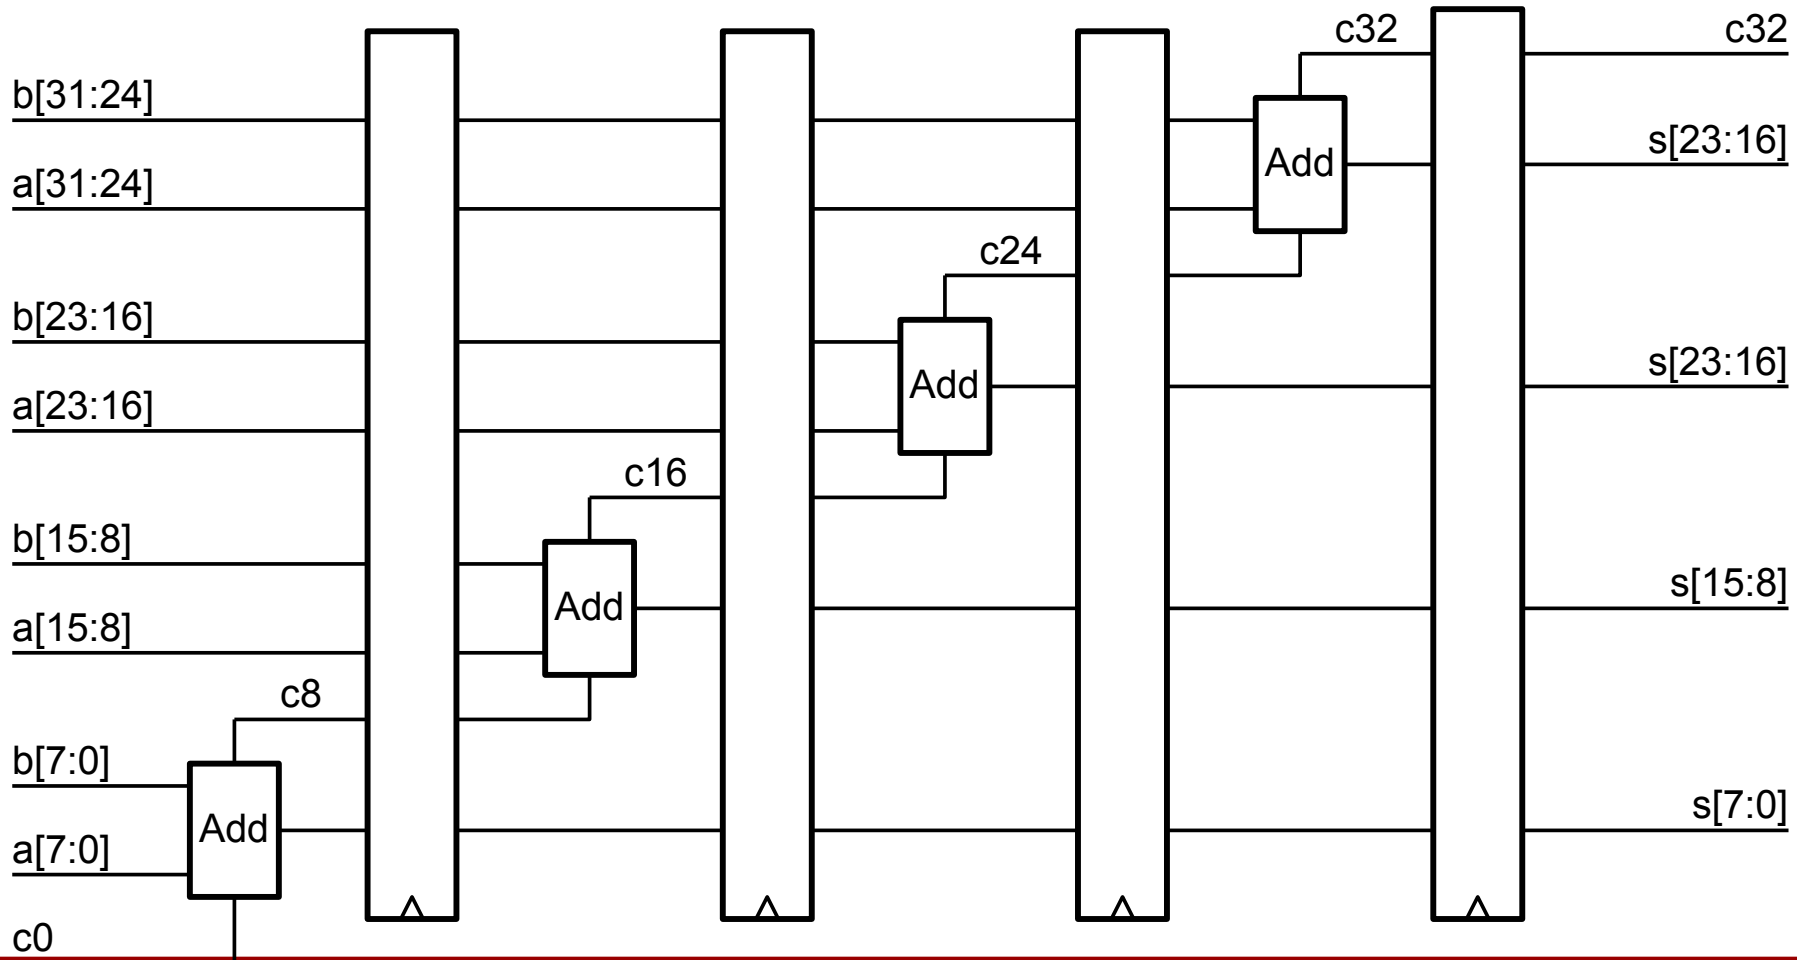 c32
c32
b[31:24]
s[23:16]
Add
a[31:24]
c24
b[23:16]
s[23:16]
Add
a[23:16]
c16
b[15:8]
s[15:8]
Add
a[15:8]
c8
b[7:0]
s[7:0]
Add
a[7:0]
c0